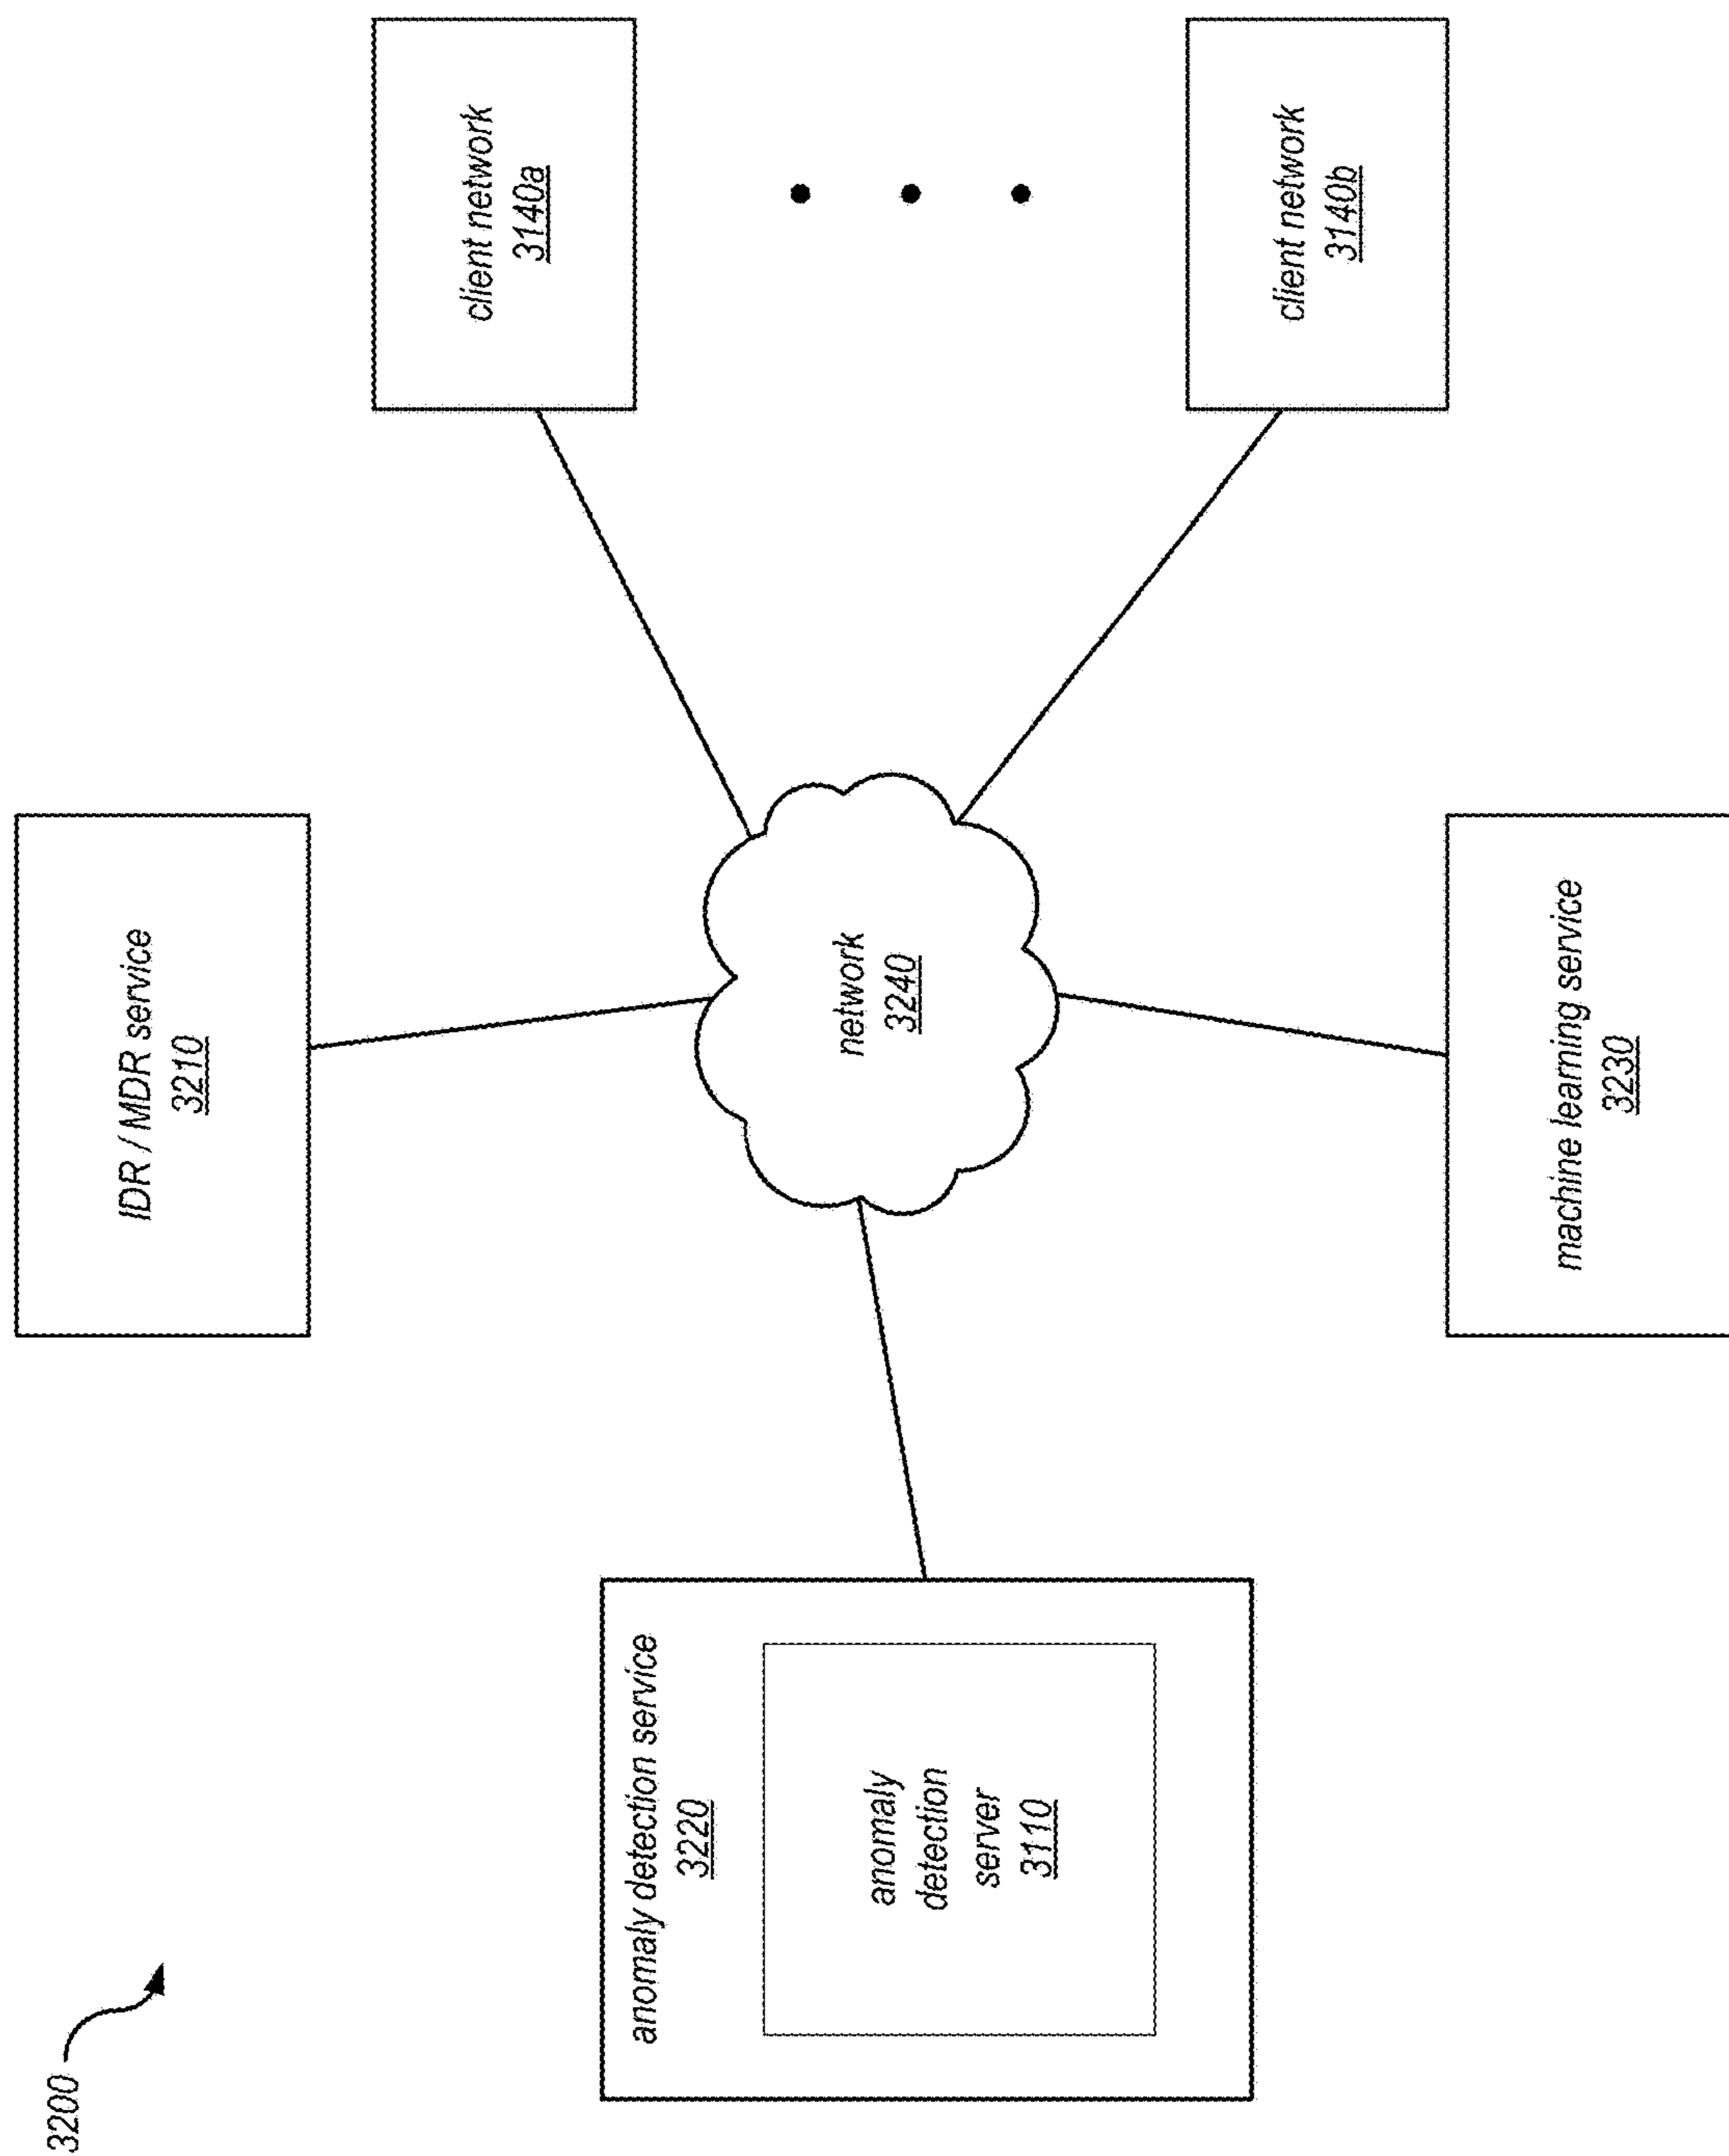 3200
IDR / MDR service
3210
anomaly detection service
3220
anomaly
detection
server
3110
network
3240
client network
3140a
client network
3140b
machine learning service
3230